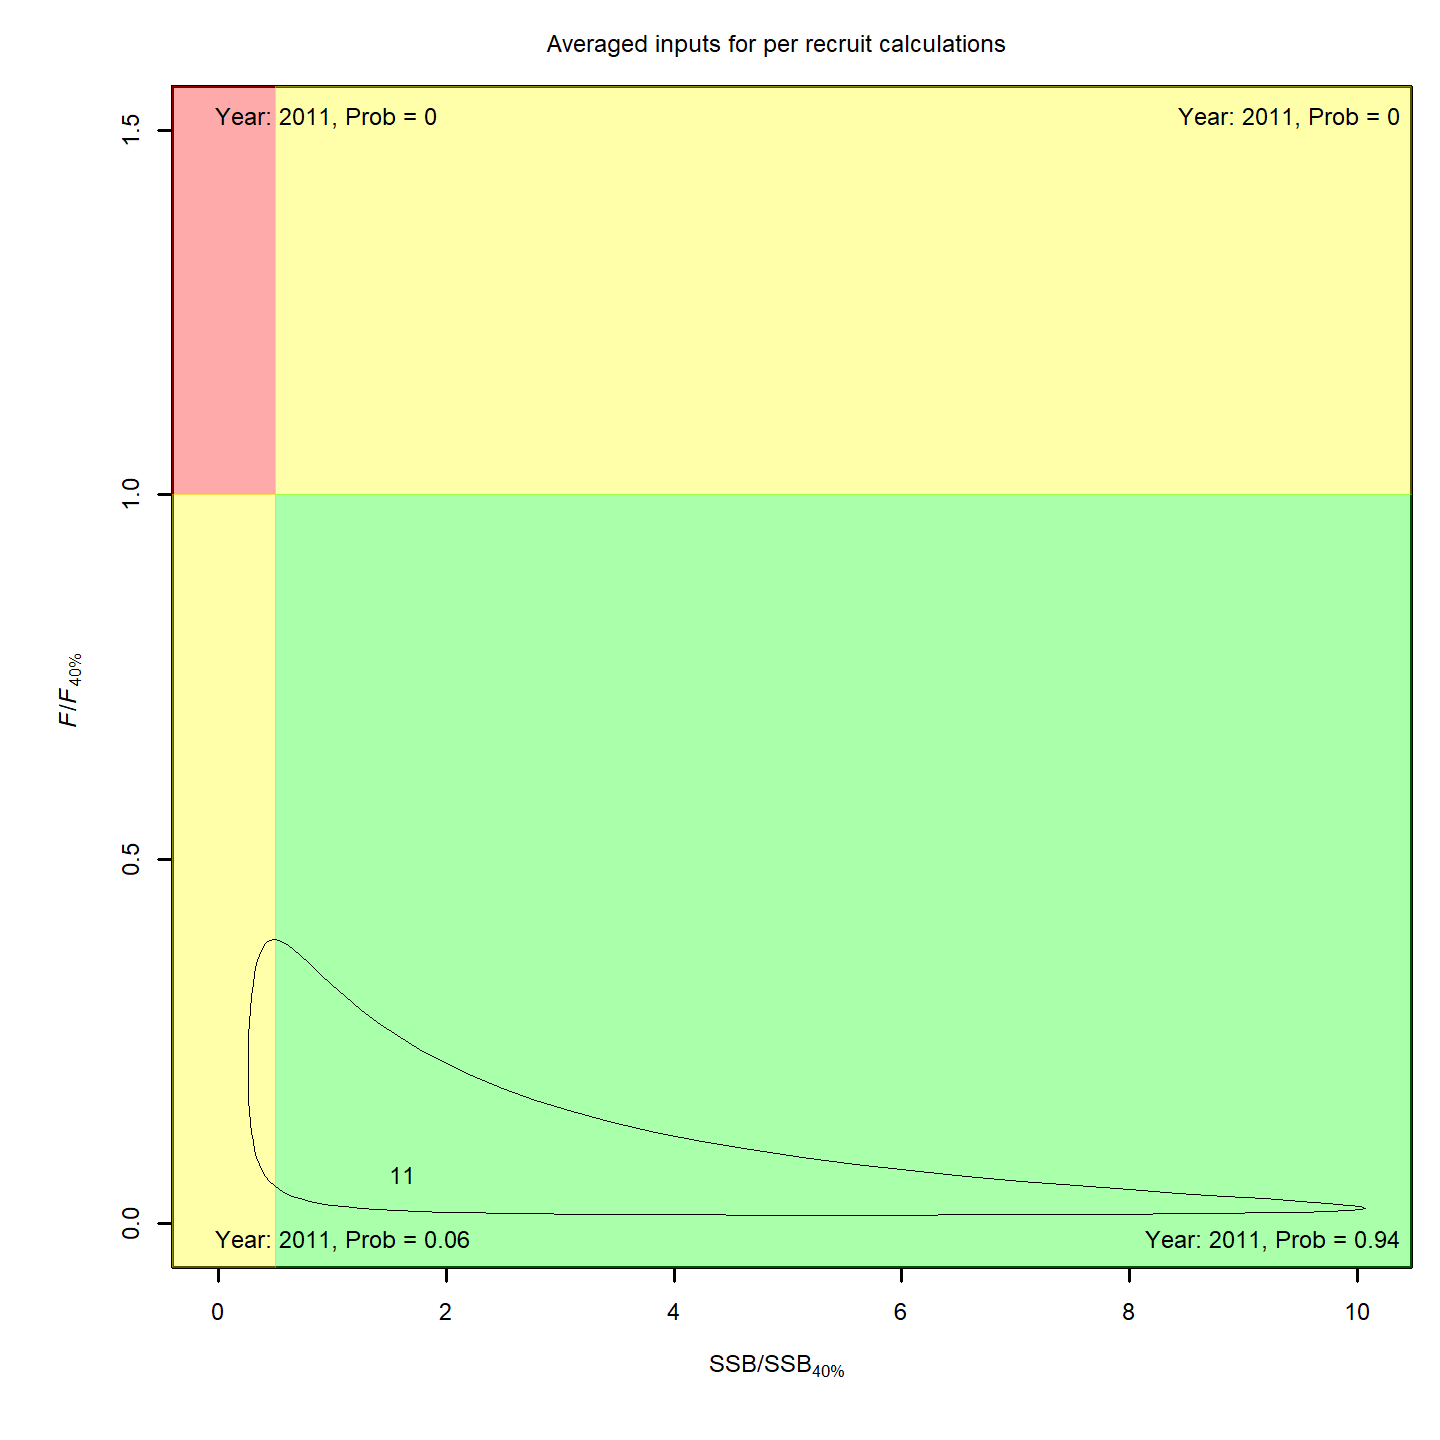 Averaged inputs for per recruit calculations
Year: 2011, Prob = 0
Year: 2011, Prob = 0
1.5
1.0
0.5
0.0
F/F40%
11
Year: 2011, Prob = 0.06
Year: 2011, Prob = 0.94
0 2 4 6 8 10
SSB/SSB40%